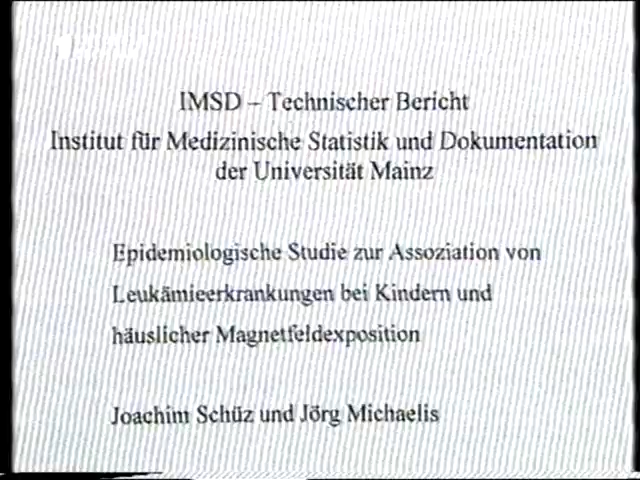 IMSD – Technischer Bericht
Institut für Medizinische Statistik und Dokumentation
der Universität Mainz
Epidemiologische Studie zur Assoziation von
Leukämieerkrankungen bei Kindern und
häuslicher Magnetfeldexposition
Joachim Schüz und Jörg Michaelis